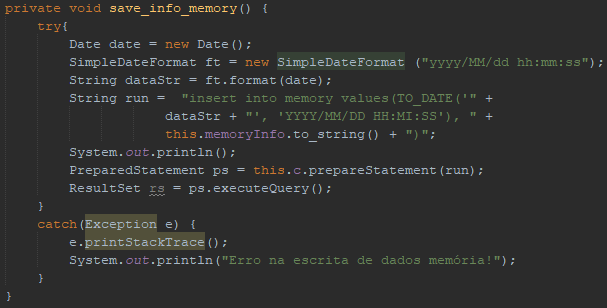 private void save_info_memory() {
try{
Date date = new Date();
SimpleDateFormat ft = new SimpleDateFormat ("yyyy/MM/dd hh:mm:ss");
String dataStr = ft.format(date);
String run =  "insert into memory values(TO_DATE('" +
dataStr + "', 'YYYY/MM/DD HH:MI:SS'), " +
this.memoryInfo.to_string() + ")";
System.out.println();
PreparedStatement ps = this.c.prepareStatement(run);
ResultSet rs = ps.executeQuery();
}
catch(Exception e) {
e.printStackTrace();
System.out.println("Erro na escrita de dados memória!");
}
}